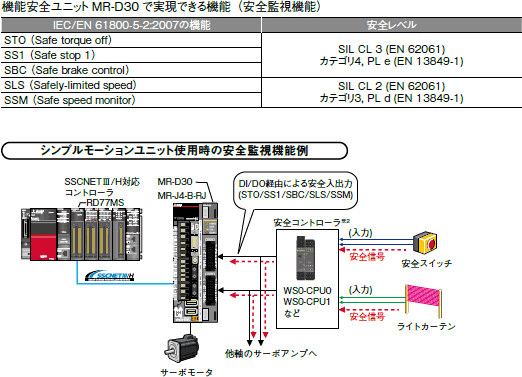 機能安全ユニット MR-D30 で実現できる機能（安全監視機能）
IEC/EN 61800-5-2:2007の機能
安全レベル
STO（Safe torque off）
SS1（Safe stop 1）
SBC（Safe brake control）
SIL CL 3 (EN 62061)
カテゴリ4, PL e (EN 13849-1)
SLS（Safely-limited speed）
SSM（Safe speed monitor）
SIL CL 2 (EN 62061)
カテゴリ3, PL d (EN 13849-1)
シンプルモーションユニット使用時の安全監視機能例
SSCNETⅢ/H対応
コントローラ
RD77MS
MR-D30
MR-J4-B-RJ
DI/DO経由による安全入出力
(STO/SS1/SBC/SLS/SSM)
安全コントローラ※2
(入力)
安全信号
安全スイッチ
WS0-CPU0
WS0-CPU1
など
(入力)
安全信号
ライトカーテン
SSCNETⅢ/H
他軸のサーボアンプへ
サーボモータ